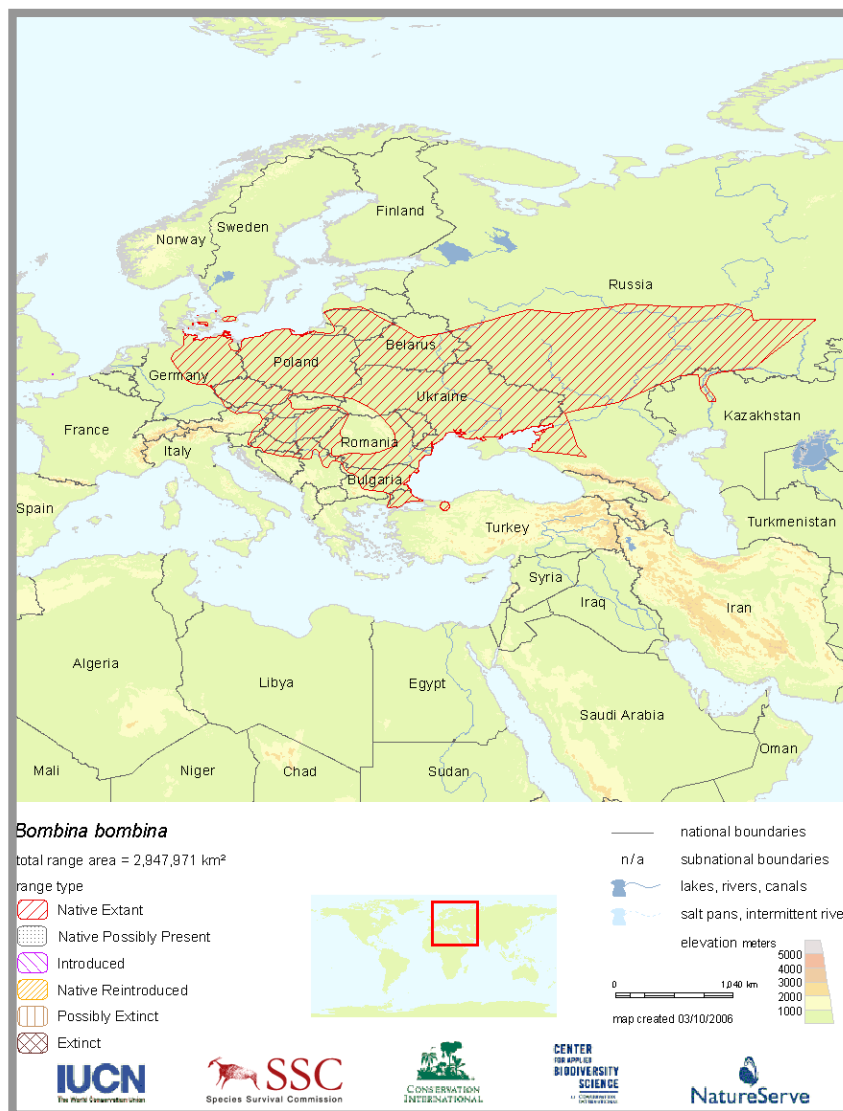 Finland
Sweden
Norway
Russia
Belarus
Poland
Germany
Ukraine
Kazakhstan
France
Romania
Italy
Bulgaria
Spain
Turkey
Turkmenistan
Syria
Iraq
Iran
Algeria
Libya
Egypt
Saudi Arabia
Oman
Mali
Niger
Chad
Sudan
Bombina bombina
total range area = 2,947,971 km²
range type
Native Extant
Native Possibly Present
Introduced
Native Reintroduced
Possibly Extinct
Extinct
national boundaries
n/a subnational boundaries
lakes, rivers, canals
salt pans, intermittent rive
elevation meters
5000
4000
3000
2000
1000
0 1,040 km
map created 03/10/2006
IUCN
The World Conservation Union
SSC
Species Survival Commission
CONSERVATION
INTERNATIONAL
CENTER
FOR APPLIED
BIODIVERSITY
SCIENCE
CONSERVATION
INTERNATIONAL
NatureServe